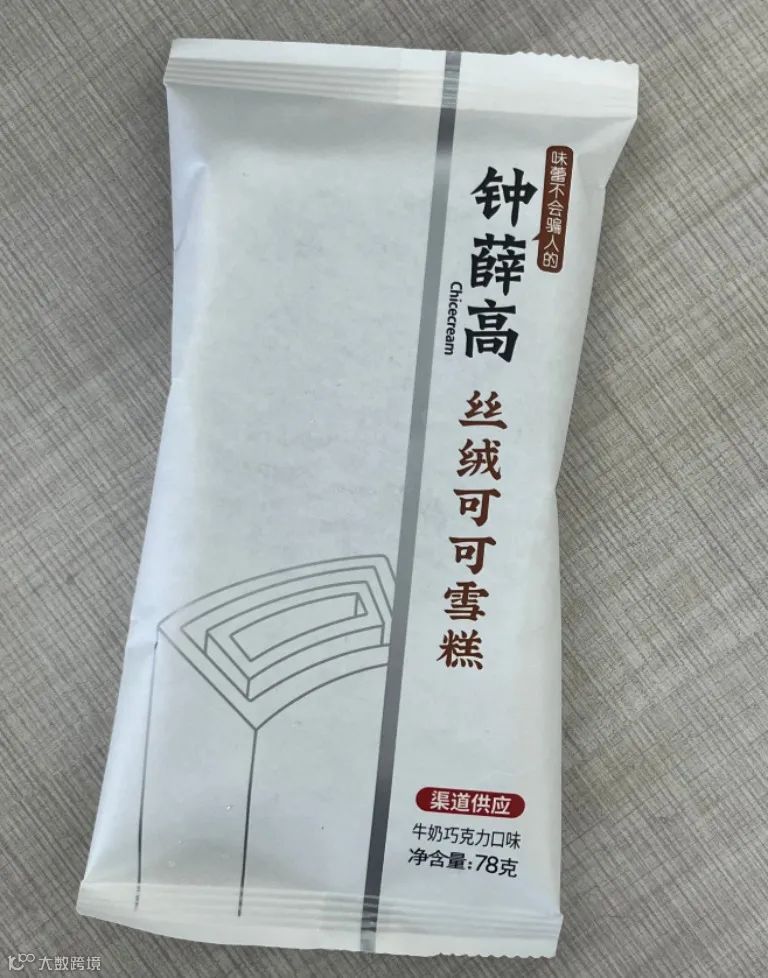 味蕾不会骗人的
钟薛高
Chicecream
丝绒可可雪糕
渠道供应
牛奶巧克力口味
净含量:78克
大数跨境